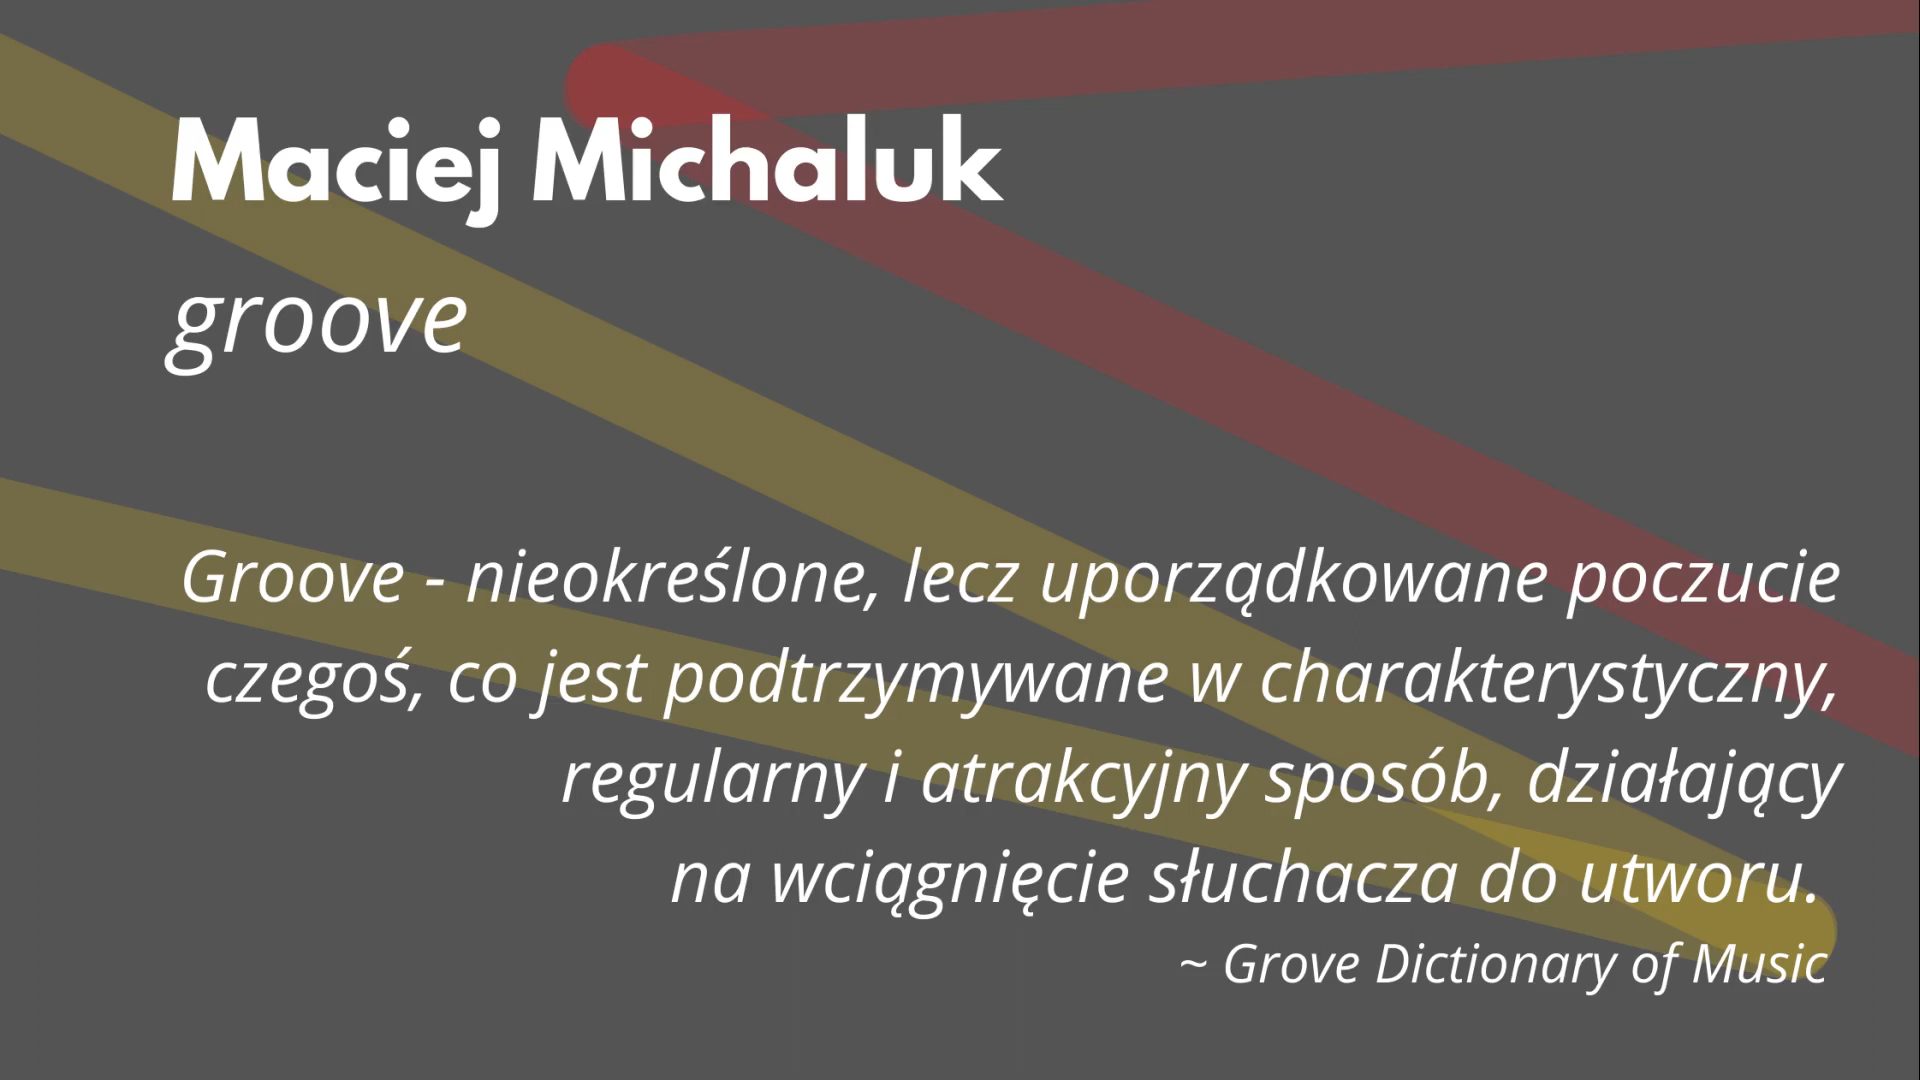 Maciej Michaluk
groove
Groove - nieokreślone, lecz uporządkowane poczucie
czegoś, co jest podtrzymywane w charakterystyczny,
regularny i atrakcyjny sposób, działający
na wciągnięcie słuchacza do utworu.
~ Grove Dictionary of Music